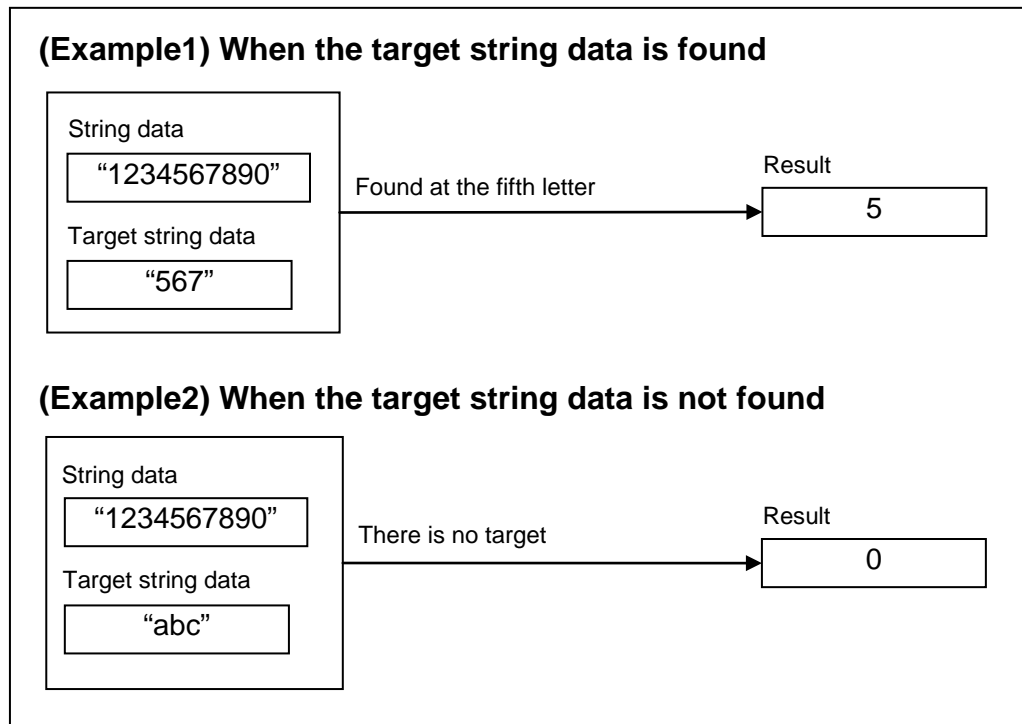 (Example1) When the target string data is found
String data
“1234567890”
Target string data
“567”
Found at the fifth letter
Result
5
(Example2) When the target string data is not found
String data
“1234567890”
Target string data
“abc”
There is no target
Result
0